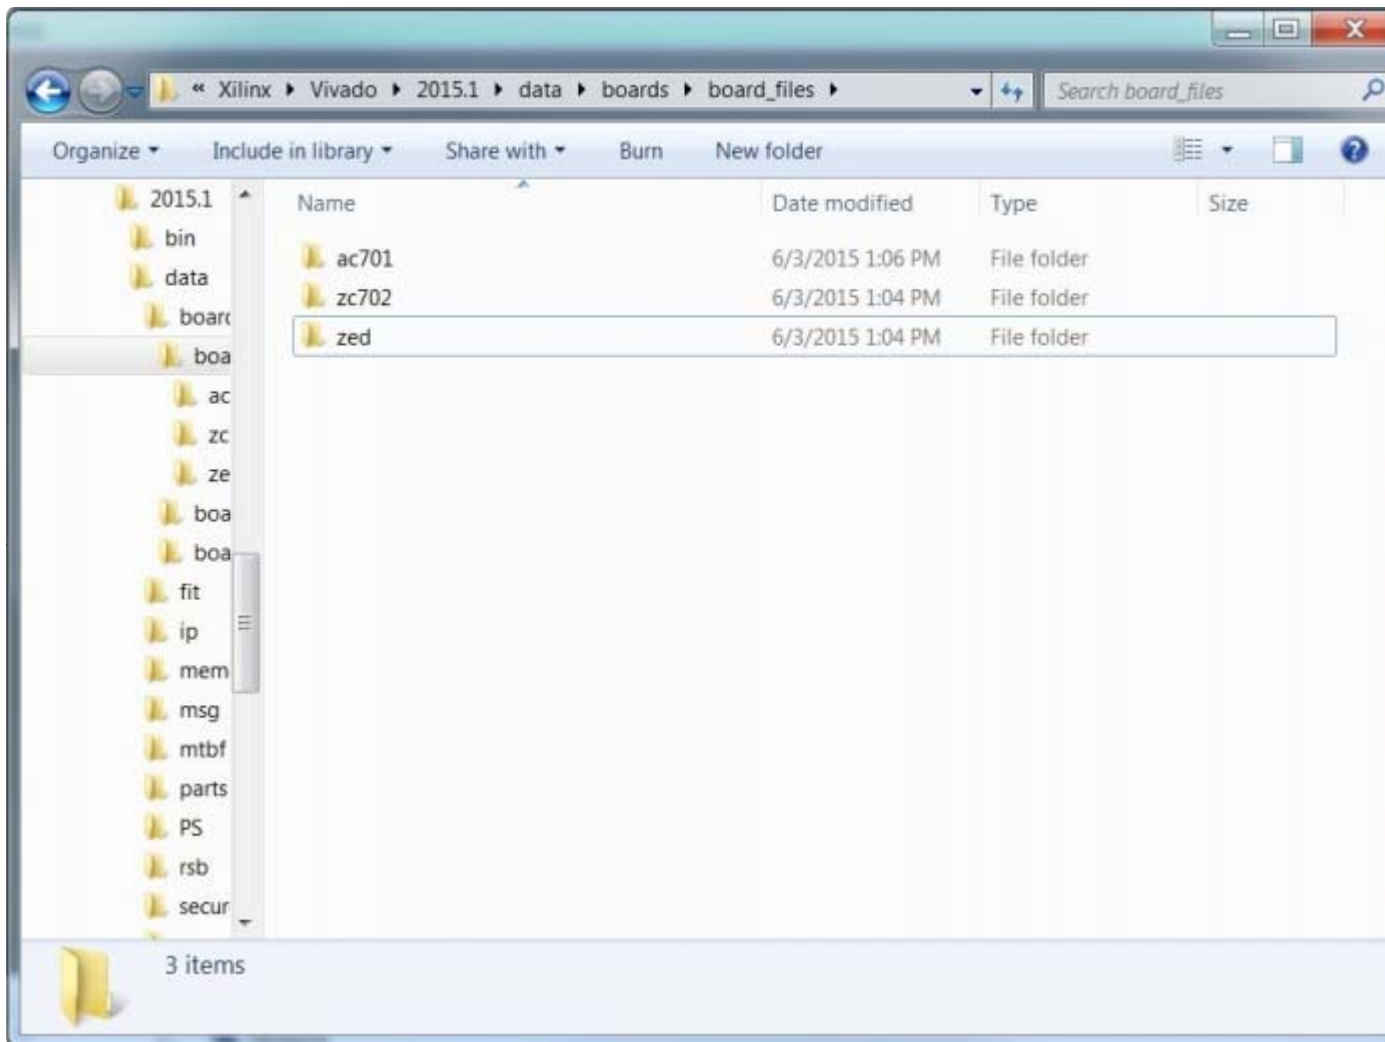 « Xilinx ▸ Vivado ▸ 2015.1 ▸ data ▸ boards ▸ board_files ▸ Search board_files
Organize Include in library Share with Burn New folder
2015.1
bin
data
board
boa
ac
zc
ze
boa
boa
fit
ip
mem
msg
mtbf
parts
PS
rsb
secur
Name Date modified Type Size
ac701 6/3/2015 1:06 PM File folder
zc702 6/3/2015 1:04 PM File folder
zed 6/3/2015 1:04 PM File folder
3 items